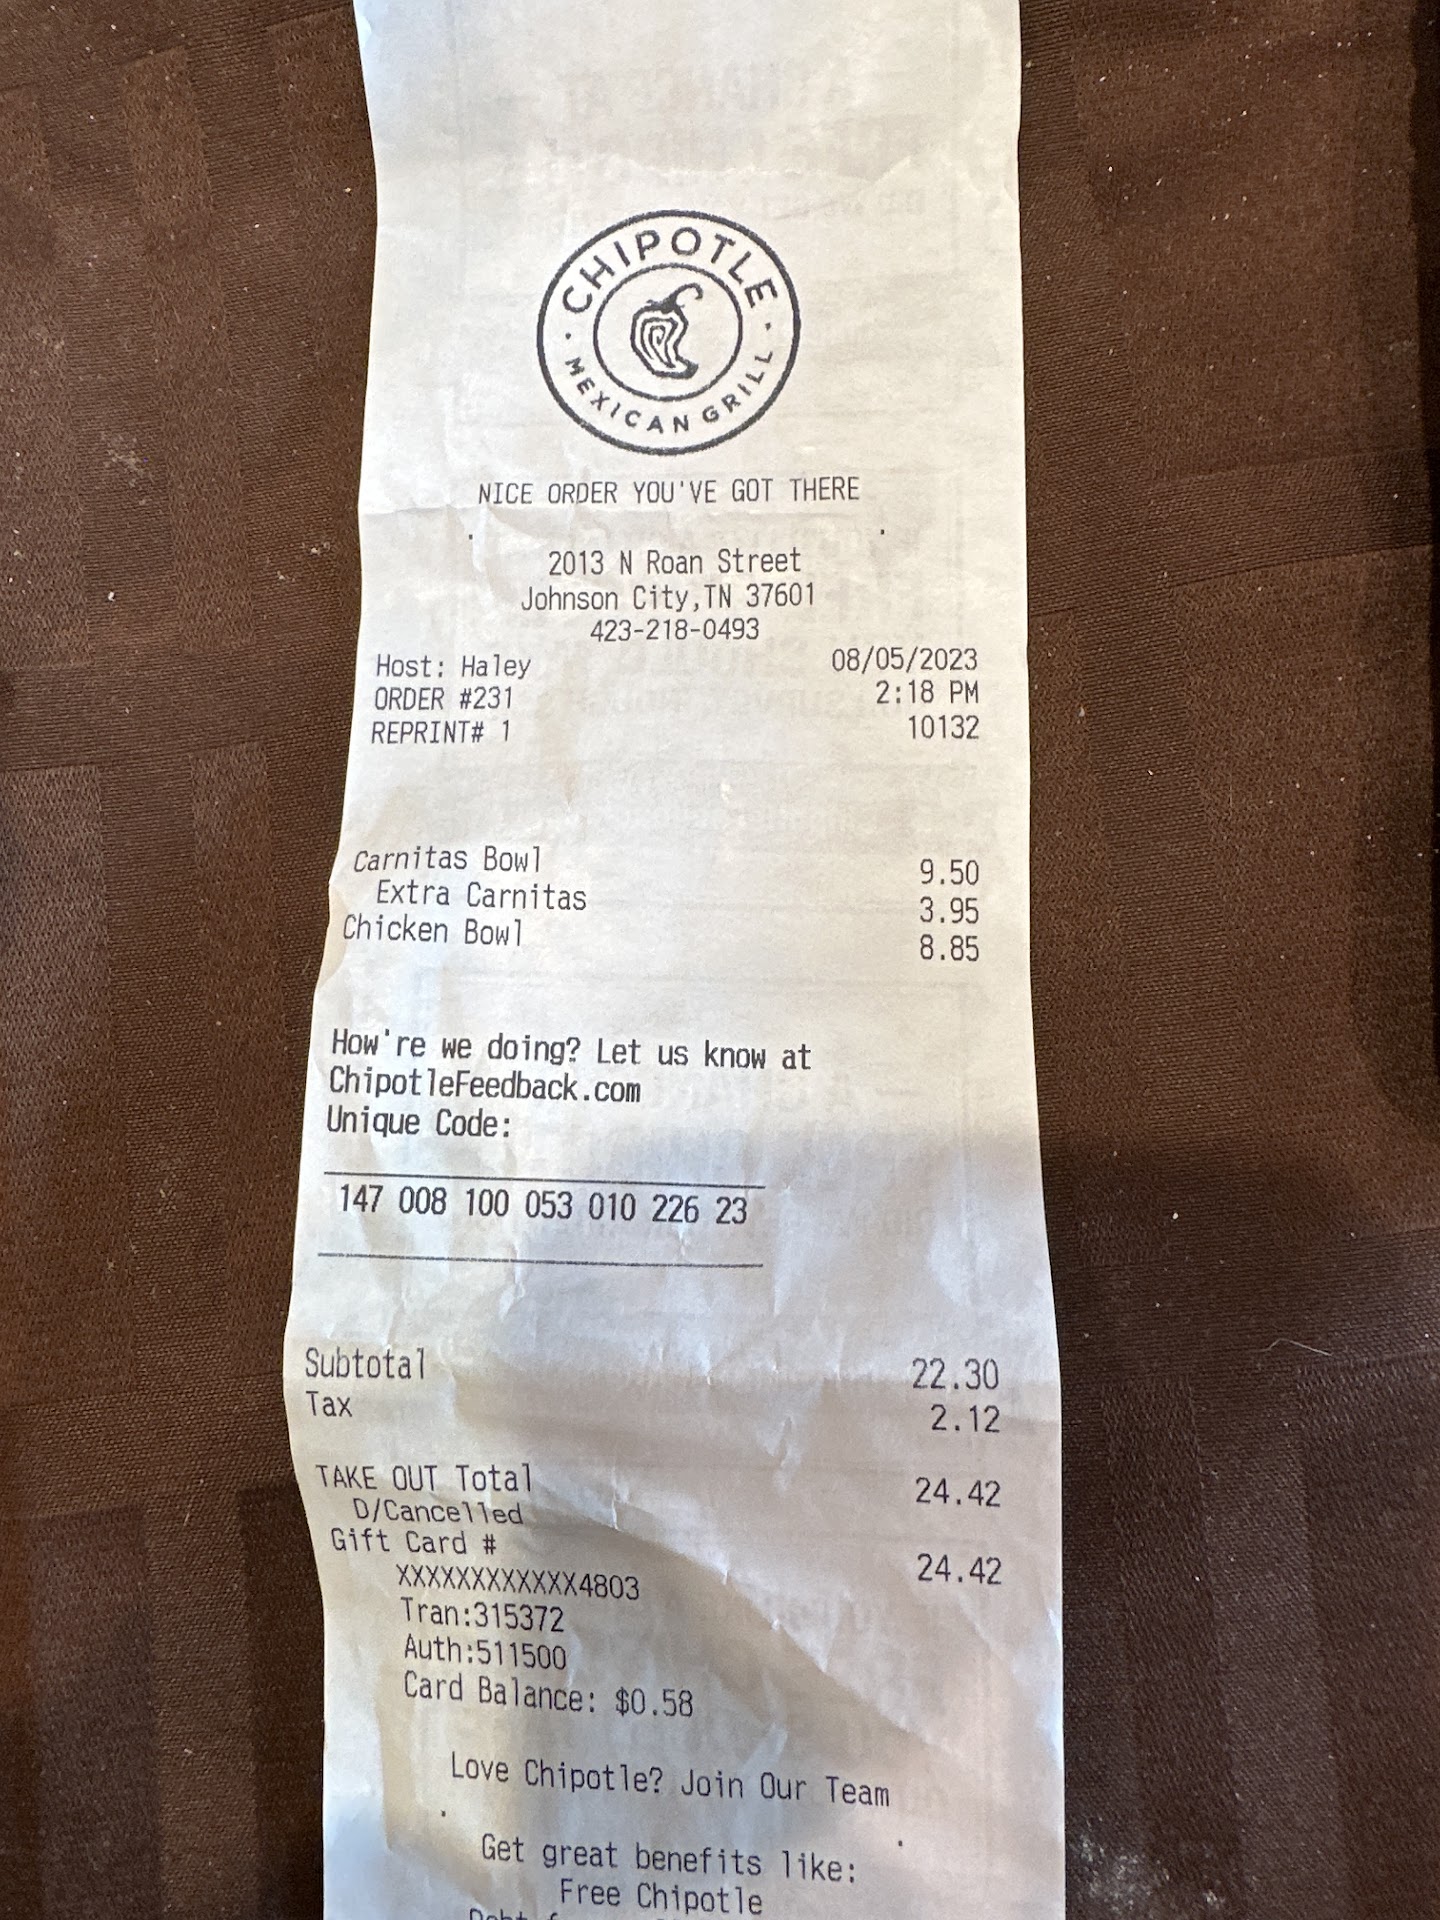 CHIPOTLE
MEXICAN GRILL
NICE ORDER YOU'VE GOT THERE
2013 N Roan Street
Johnson City,TN 37601
423-218-0493
Host: Haley 08/05/2023
ORDER #231 2:18 PM
REPRINT# 1 10132
Carnitas Bowl 9.50
Extra Carnitas 3.95
Chicken Bowl 8.85
How're we doing? Let us know at
ChipotleFeedback.com
Unique Code:
147 008 100 053 010 226 23
Subtotal 22.30
Tax 2.12
TAKE OUT Total 24.42
D/Cancelled
Gift Card # 24.42
XXXXXXXXXXXX4803
Tran:315372
Auth:511500
Card Balance: $0.58
Love Chipotle? Join Our Team
Get great benefits like:
Free Chipotle